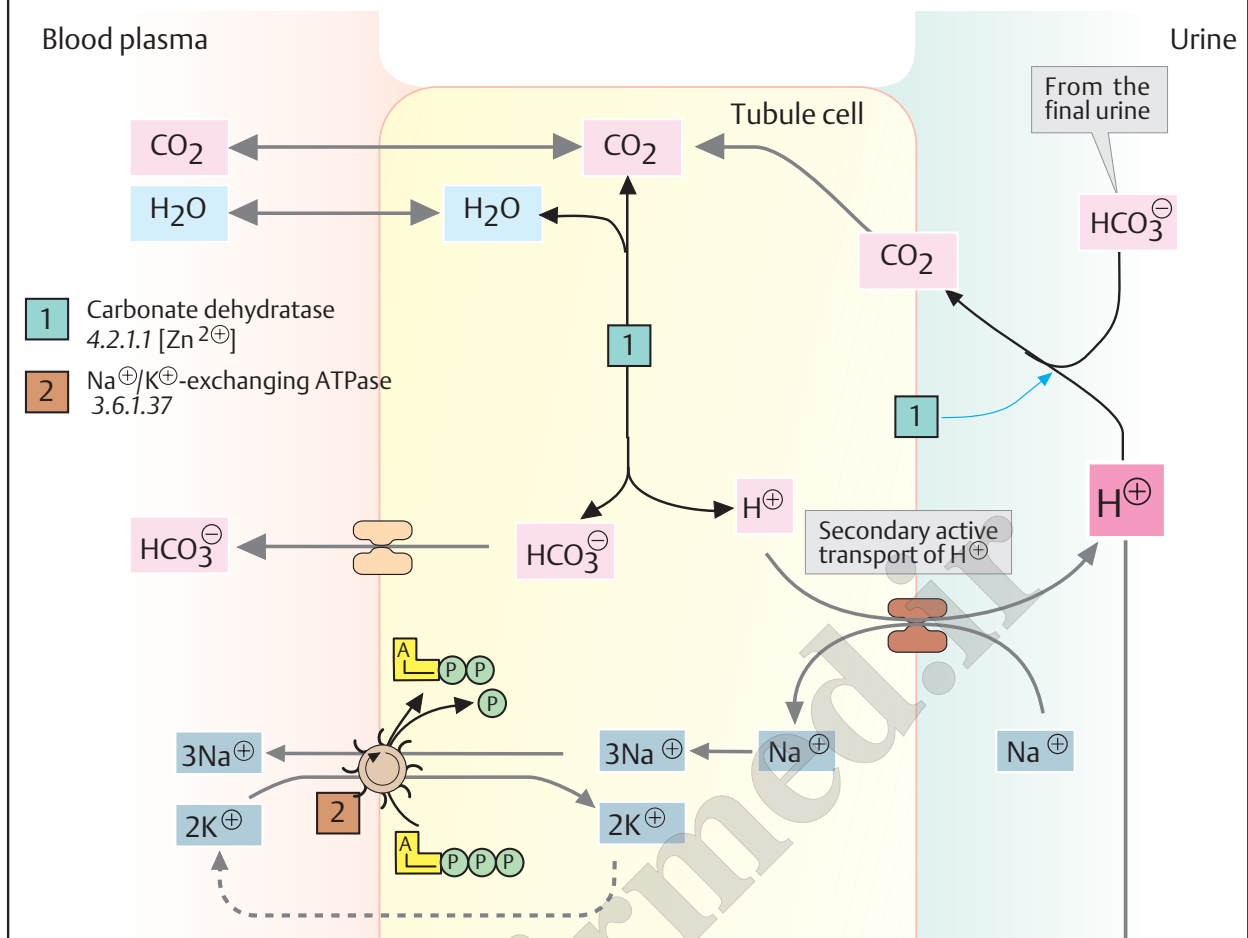 Blood plasma
Urine
Tubule cell
From the
final urine
CO₂
CO₂
H₂O
H₂O
HCO₃⊖
CO₂
1
Carbonate dehydratase
4.2.1.1 [Zn²⊕]
2
Na⊕/K⊕-exchanging ATPase
3.6.1.37
1
1
H⊕
H⊕
HCO₃⊖
HCO₃⊖
Secondary active
transport of H⊕
A
P P
P
3Na⊕
3Na⊕
Na⊕
Na⊕
2
2K⊕
2K⊕
A
P P P